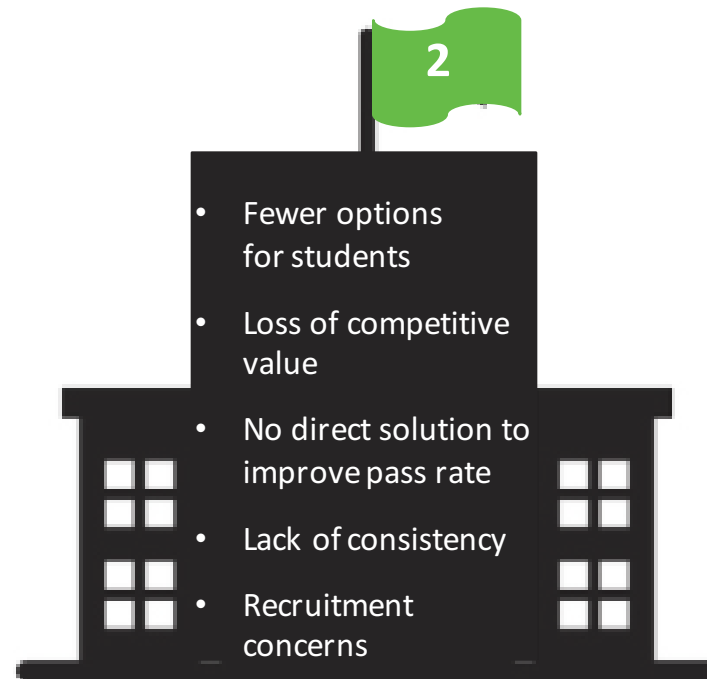 2
• Fewer options
for students
• Loss of competitive
value
• No direct solution to
improve pass rate
• Lack of consistency
• Recruitment
concerns